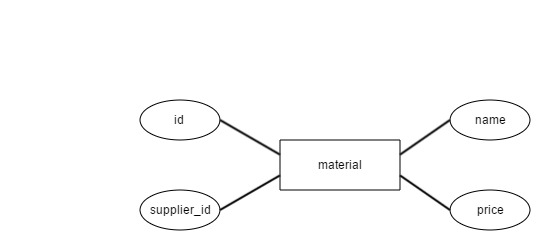 id
name
material
supplier_id
price